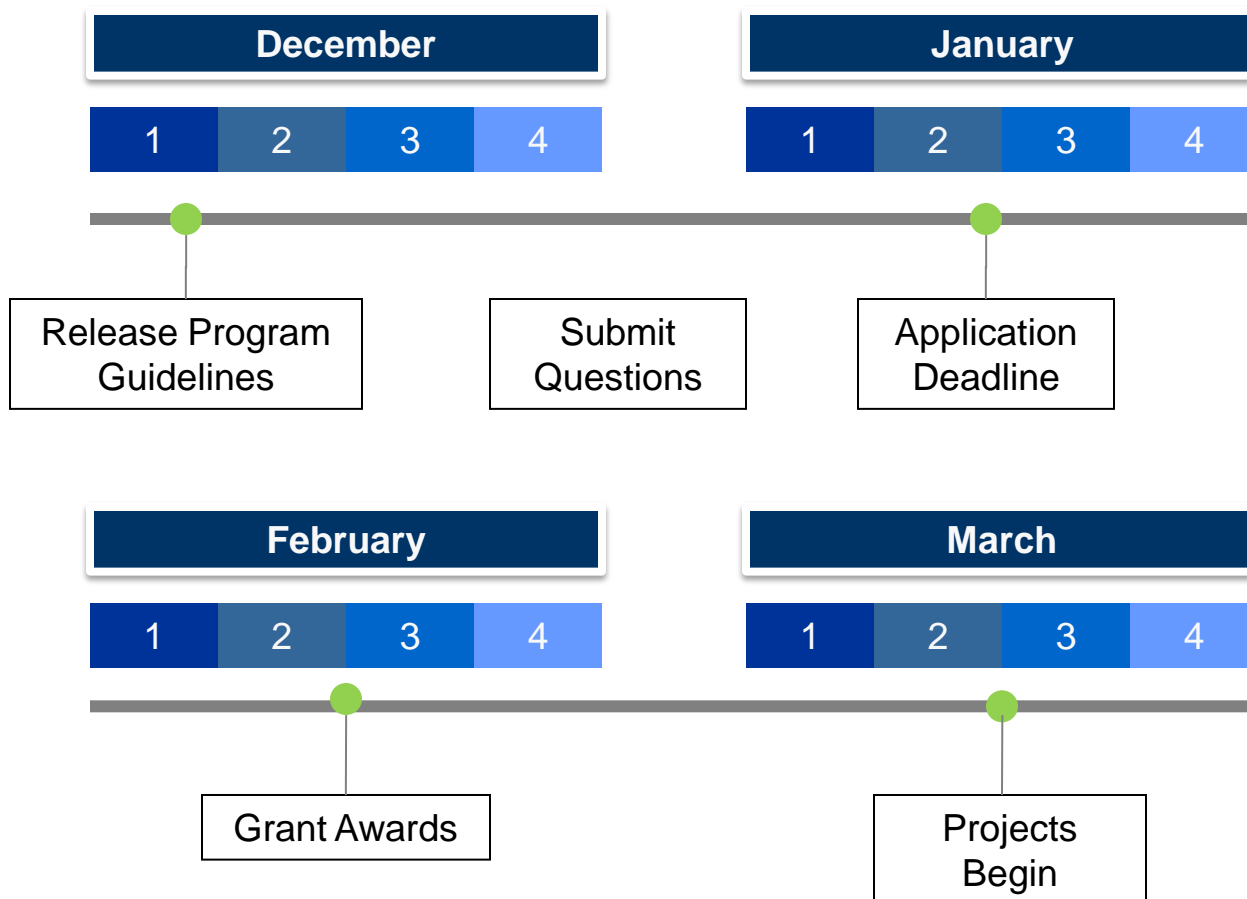 December
January
1 2 3 4
1 2 3 4
Release Program
Guidelines
Submit
Questions
Application
Deadline
February
March
1 2 3 4
1 2 3 4
Grant Awards
Projects
Begin